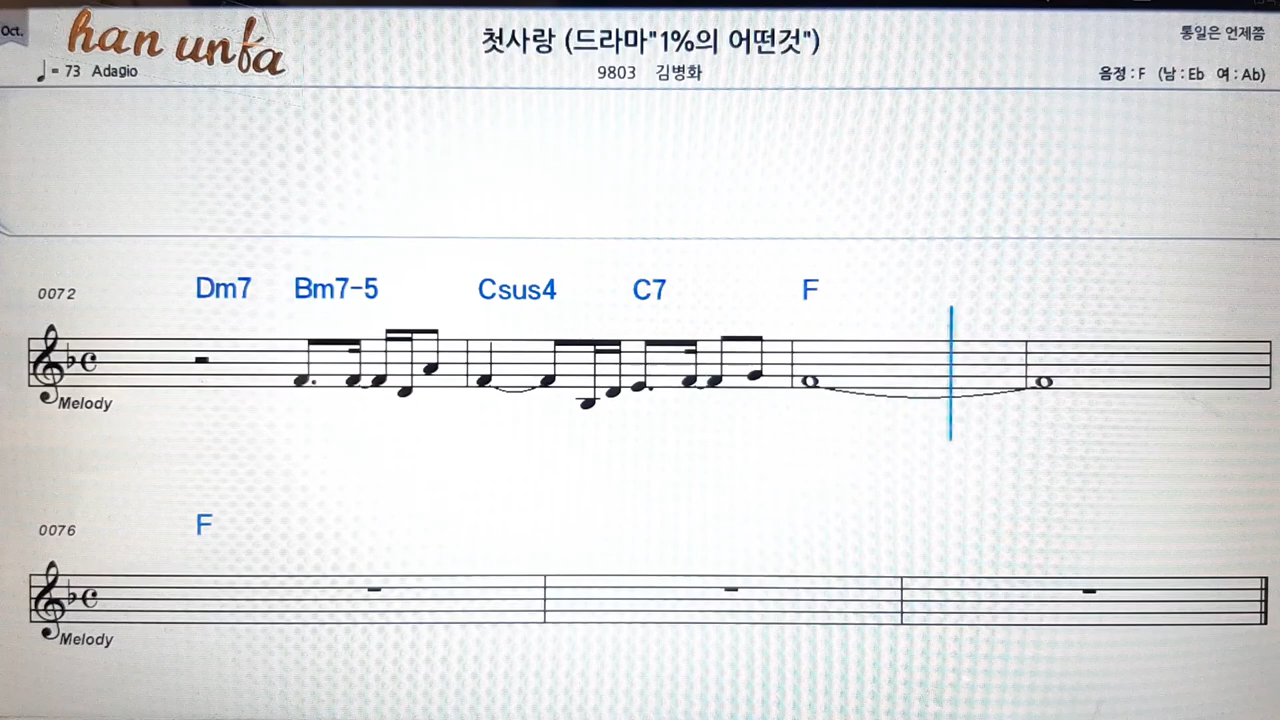 Oct.
han unfa
첫사랑 (드라마"1%의 어떤것")
통일은 언제쯤
= 73 Adagio
9803 김병화
음정 : F (남 : Eb 여 : Ab)
0072
Dm7 Bm7-5 Csus4 C7 F
Melody
0076
F
Melody